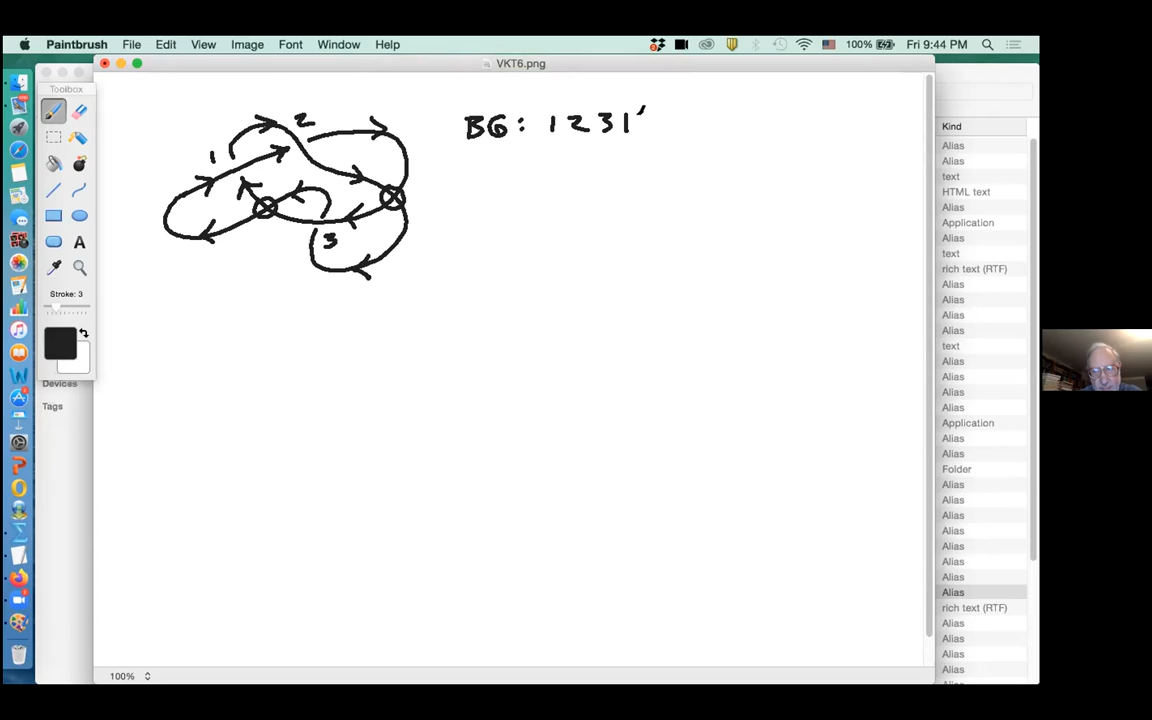 Paintbrush File Edit View Image Font Window Help 100% Fri 9:44 PM
VKT6.png
Toolbox
Kind
2
BG: 1231'
1
3
Stroke: 3
Devices
Tags
Alias
Alias
text
HTML text
Alias
Application
Alias
text
rich text (RTF)
Alias
Alias
Alias
Alias
text
Alias
Alias
Alias
Alias
Application
Alias
Alias
Folder
Alias
Alias
Alias
Alias
Alias
Alias
Alias
Alias
rich text (RTF)
Alias
Alias
Alias
Alias
100%